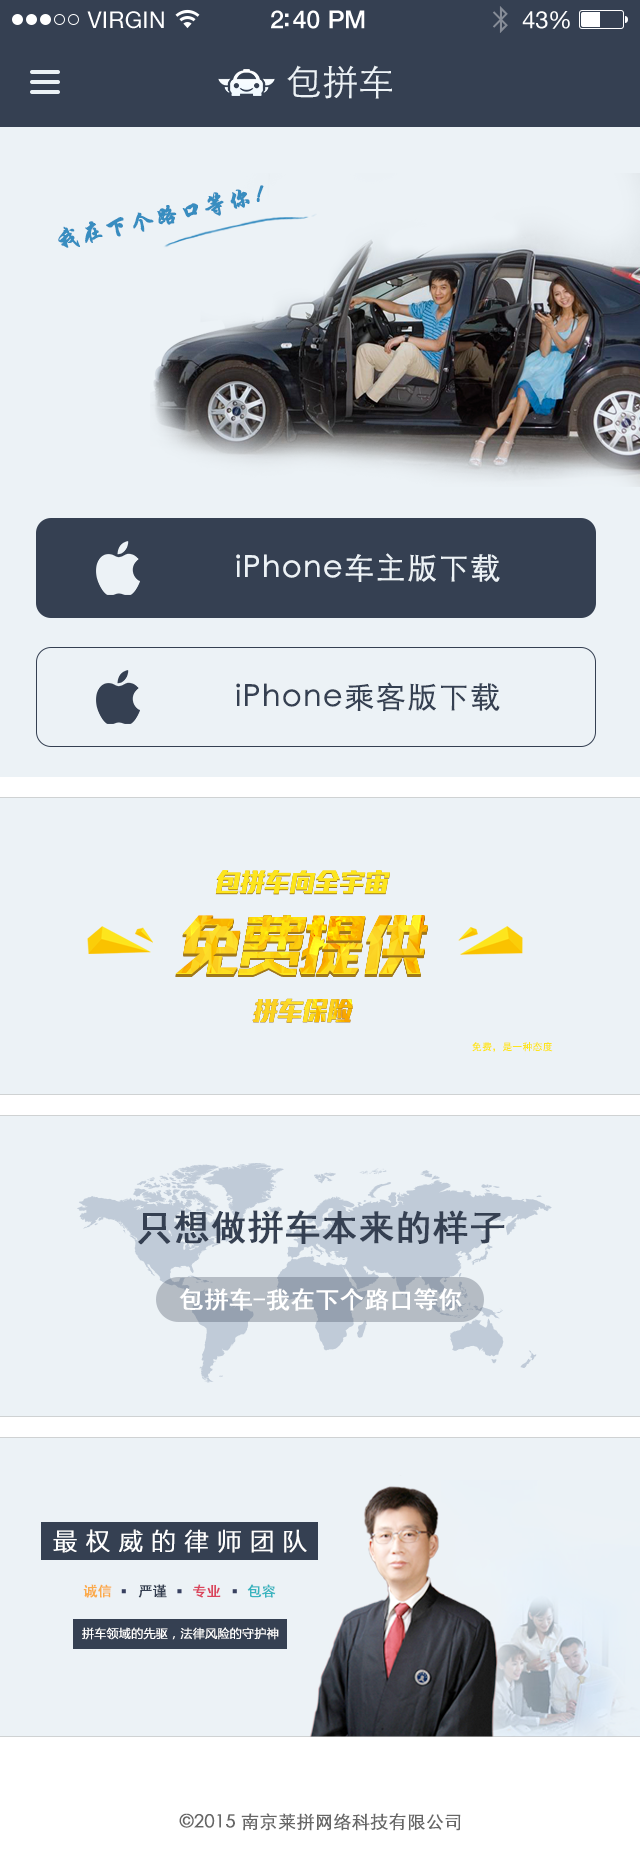 VIRGIN 2:40 PM 43%
包拼车
我在下个路口等你!
iPhone车主版下载
iPhone乘客版下载
包拼车向全宇宙
免费提供
拼车保险
免费，是一种态度
只想做拼车本来的样子
包拼车-我在下个路口等你
最权威的律师团队
诚信 ▪ 严谨 ▪ 专业 ▪ 包容
拼车领域的先驱，法律风险的守护神
©2015 南京莱拼网络科技有限公司